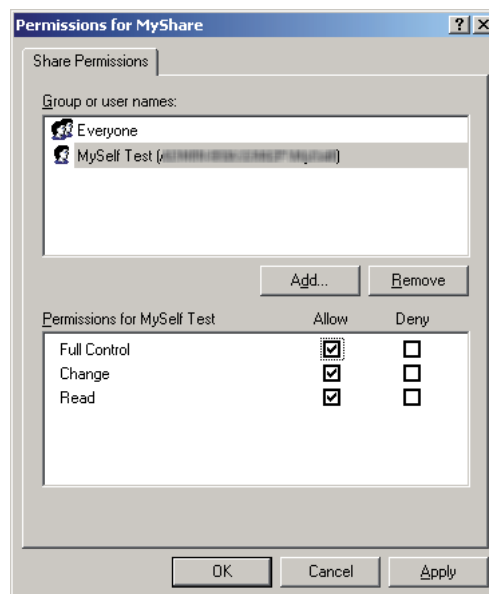 Permissions for MyShare
Share Permissions
Group or user names:
Everyone
MySelf Test (
Add... Remove
Permissions for MySelf Test Allow Deny
Full Control
Change
Read
OK Cancel Apply